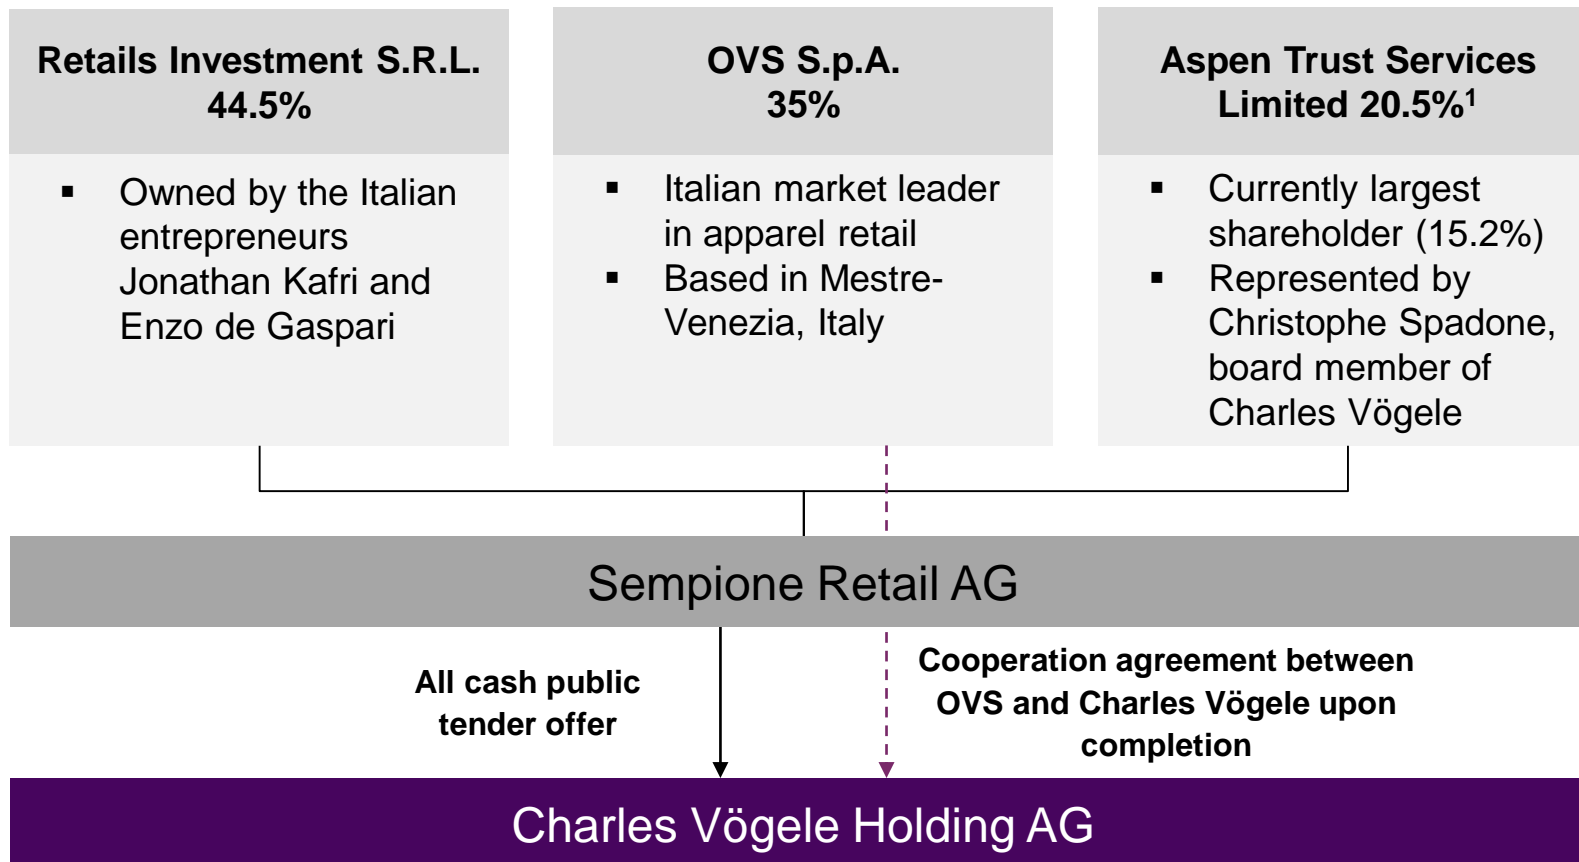 Retails Investment S.R.L.
44.5%
▪ Owned by the Italian
entrepreneurs
Jonathan Kafri and
Enzo de Gaspari
OVS S.p.A.
35%
▪ Italian market leader
in apparel retail
▪ Based in Mestre-
Venezia, Italy
Aspen Trust Services
Limited 20.5%¹
▪ Currently largest
shareholder (15.2%)
▪ Represented by
Christophe Spadone,
board member of
Charles Vögele
Sempione Retail AG
All cash public
tender offer
Cooperation agreement between
OVS and Charles Vögele upon
completion
Charles Vögele Holding AG